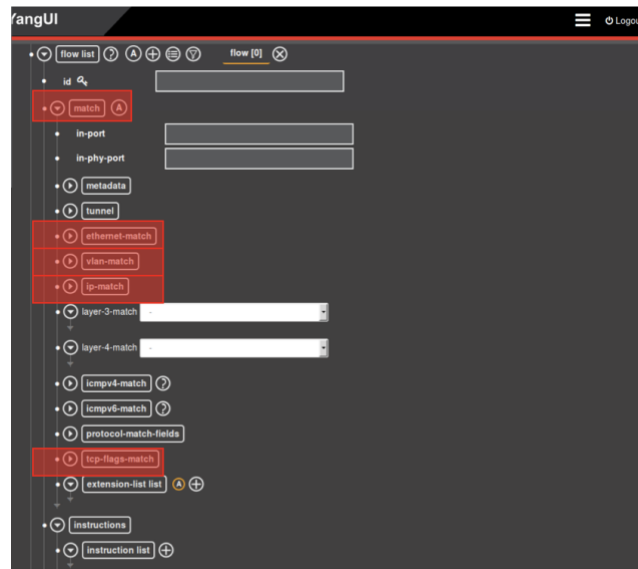 YangUI Logou
flow list flow [0]
id
match
in-port
in-phy-port
metadata
tunnel
ethernet-match
vlan-match
ip-match
layer-3-match -
layer-4-match -
icmpv4-match
icmpv6-match
protocol-match-fields
tcp-flags-match
extension-list list
instructions
instruction list